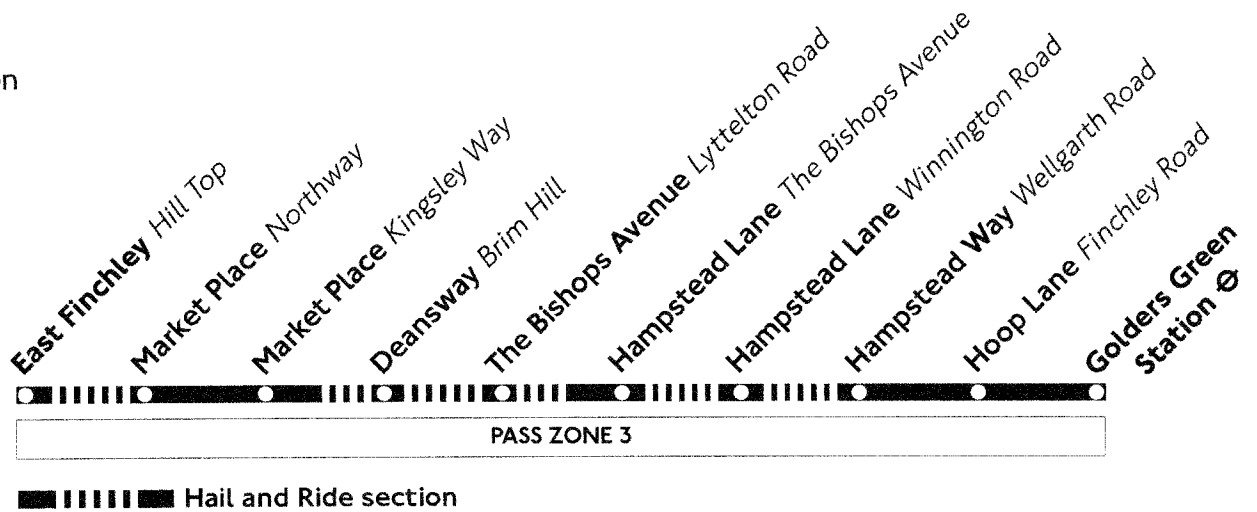 n
East Finchley Hill Top
Market Place Northway
Market Place Kingsley Way
Deansway Brim Hill
The Bishops Avenue Lyttelton Road
Hampstead Lane The Bishops Avenue
Hampstead Lane Winnington Road
Hampstead Way Wellgarth Road
Hoop Lane Finchley Road
Golders Green
Station
PASS ZONE 3
Hail and Ride section